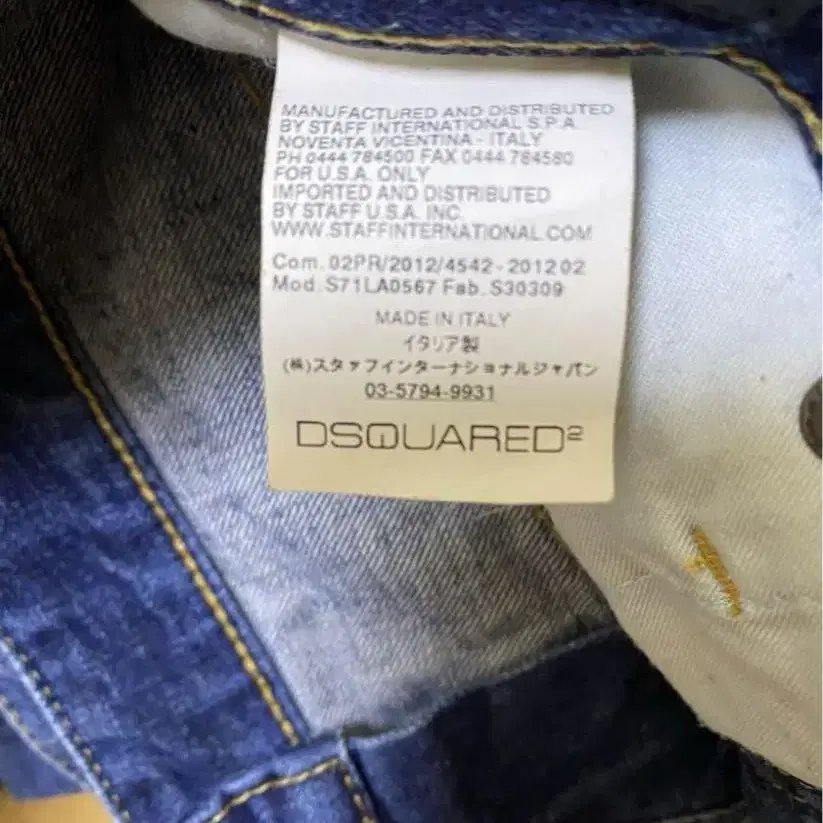 MANUFACTURED AND DISTRIBUTED
BY STAFF INTERNATIONAL S.P.A.
NOVENTA VICENTINA - ITALY
PH 0444 784500 FAX 0444 784580
FOR U.S.A. ONLY
IMPORTED AND DISTRIBUTED
BY STAFF U.S.A. INC.
WWW.STAFFINTERNATIONAL.COM
Com. 02PR/2012/4542 - 2012 02
Mod. S71LA0567 Fab. S30309
MADE IN ITALY
イタリア製
(株)スタッフインターナショナルジャパン
03-5794-9931
DSQUARED2